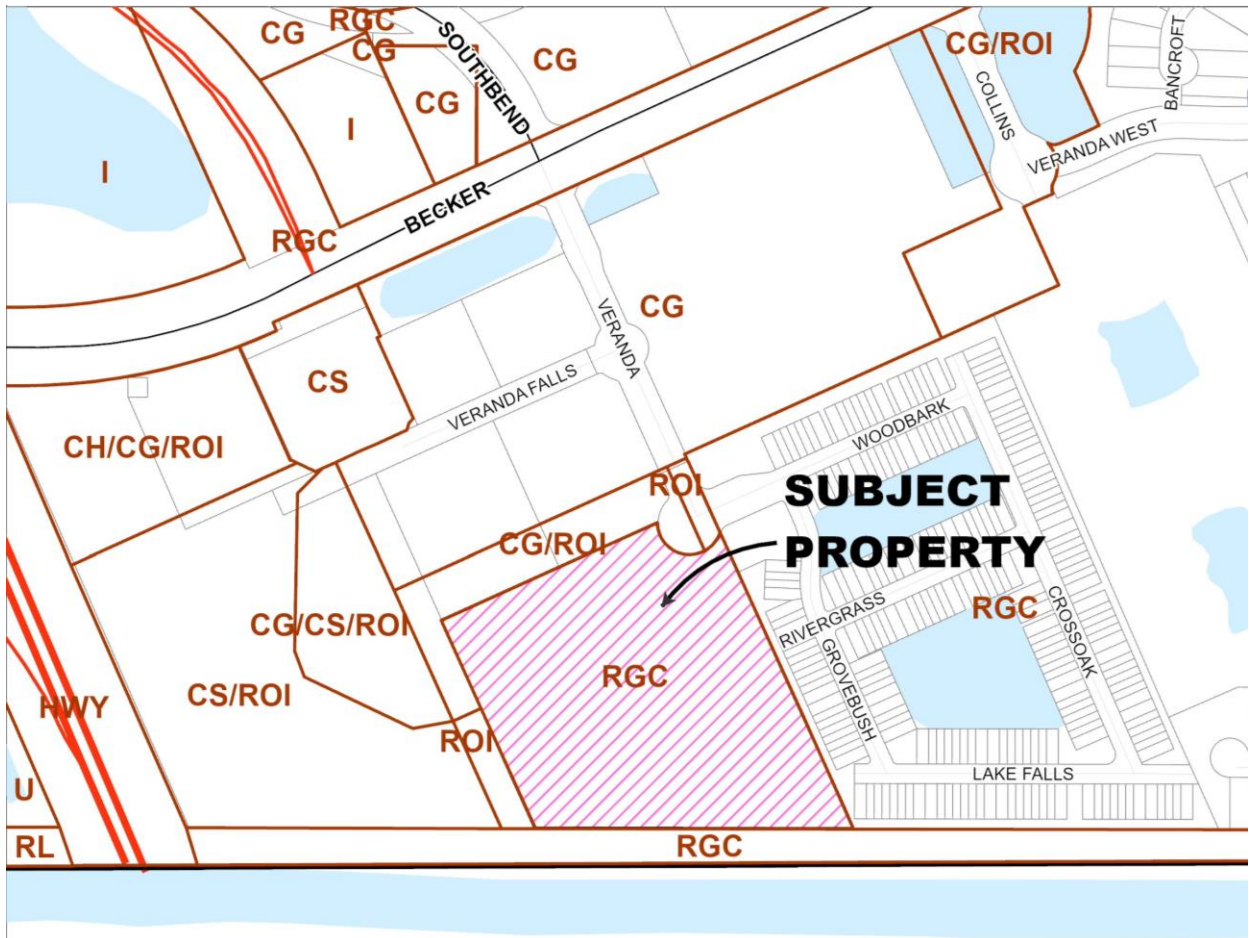 RGC
CG
CG
CG
SOUTHBEND
CG
CG/ROI
BANCROFT
COLLINS
I
I
VERANDA WEST
BECKER
RGC
VERANDA
CG
CS
VERANDA FALLS
CH/CG/ROI
WOODBARK
ROI
SUBJECT
PROPERTY
CG/ROI
RIVERGRASS
RGC
CROSSOAK
CG/CS/ROI
GROVEBUSH
RGC
CS/ROI
HWY
ROI
LAKE FALLS
U
RL
RGC